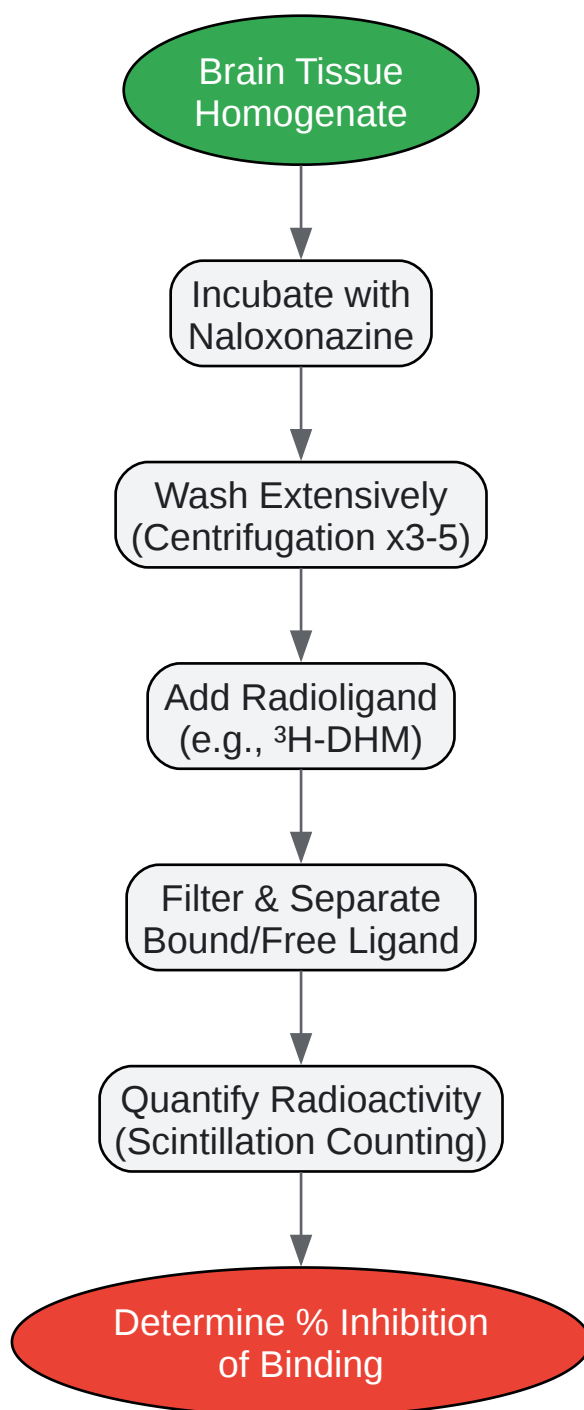 Brain Tissue
Homogenate
Incubate with
Naloxonazine
Wash Extensively
(Centrifugation x3-5)
Add Radioligand
(e.g., ³H-DHM)
Filter & Separate
Bound/Free Ligand
Quantify Radioactivity
(Scintillation Counting)
Determine % Inhibition
of Binding